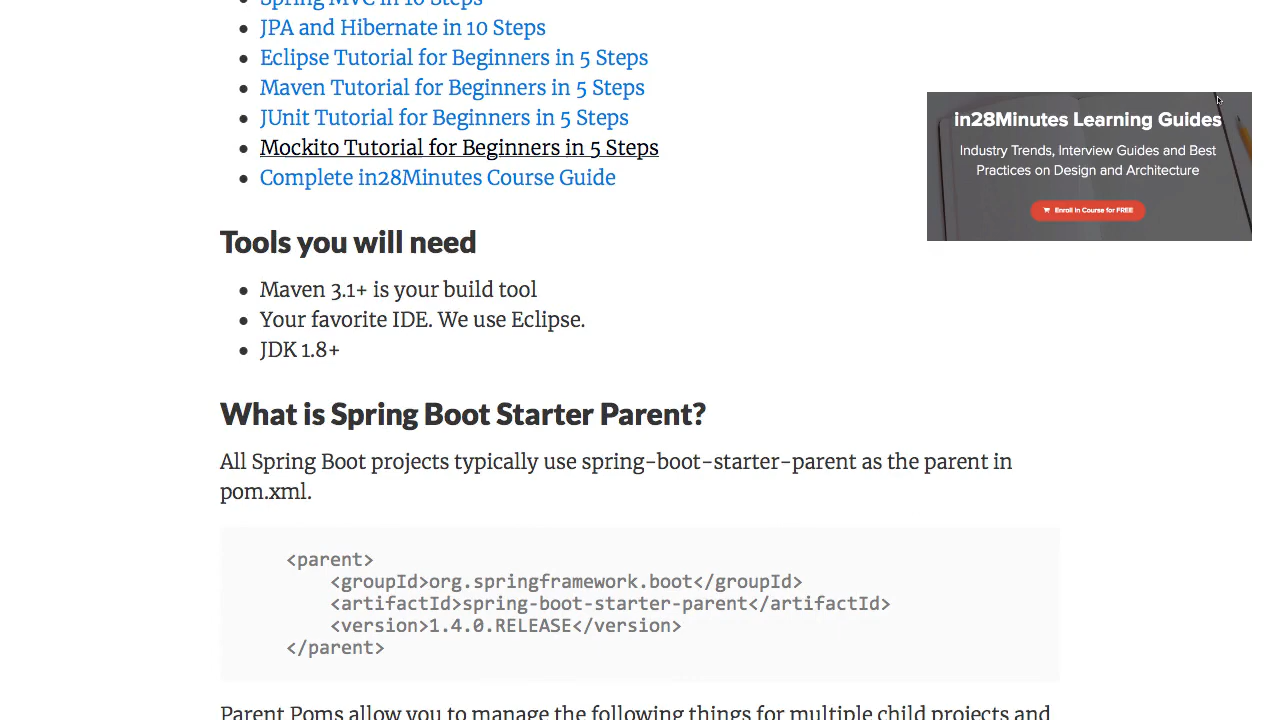 Spring MVC in 10 Steps
JPA and Hibernate in 10 Steps
Eclipse Tutorial for Beginners in 5 Steps
Maven Tutorial for Beginners in 5 Steps
JUnit Tutorial for Beginners in 5 Steps
Mockito Tutorial for Beginners in 5 Steps
Complete in28Minutes Course Guide
in28Minutes Learning Guides
Industry Trends, Interview Guides and Best
Practices on Design and Architecture
Enroll in Course for FREE
Tools you will need
Maven 3.1+ is your build tool
Your favorite IDE. We use Eclipse.
JDK 1.8+
What is Spring Boot Starter Parent?
All Spring Boot projects typically use spring-boot-starter-parent as the parent in
pom.xml.
<parent>
<groupId>org.springframework.boot</groupId>
<artifactId>spring-boot-starter-parent</artifactId>
<version>1.4.0.RELEASE</version>
</parent>
Parent Poms allow you to manage the following things for multiple child projects and